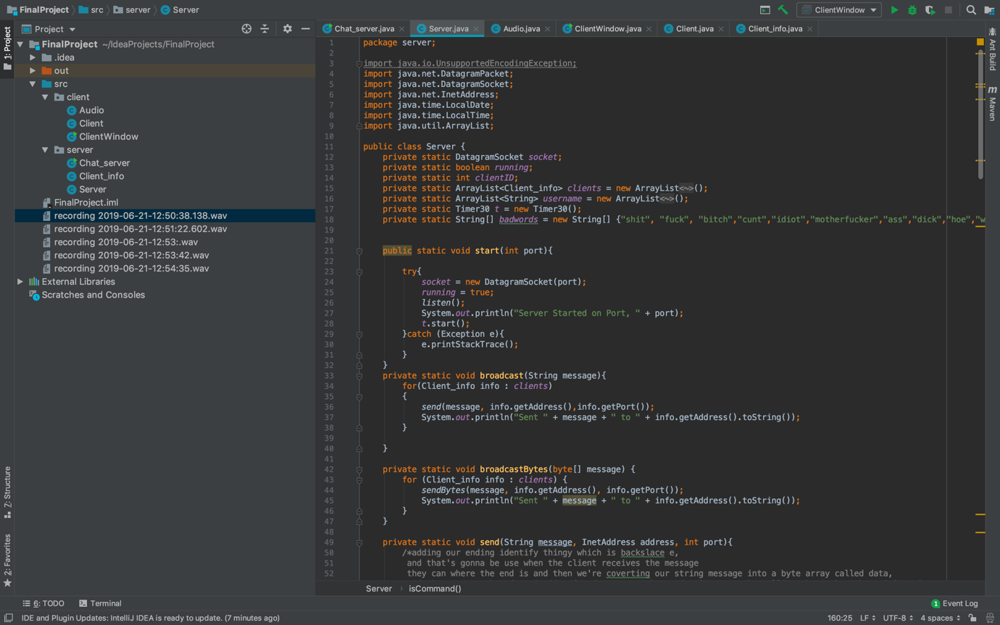 FinalProject src server Server
ClientWindow
1: Project
Project
Chat_server.java Server.java Audio.java ClientWindow.java Client.java Client_info.java
Ant Build
Maven
FinalProject ~/IdeaProjects/FinalProject
.idea
out
src
client
Audio
Client
ClientWindow
server
Chat_server
Client_info
Server
FinalProject.iml
recording 2019-06-21-12:50:38.138.wav
recording 2019-06-21-12:51:22.602.wav
recording 2019-06-21-12:53:.wav
recording 2019-06-21-12:53:42.wav
recording 2019-06-21-12:54:35.wav
External Libraries
Scratches and Consoles
1 package server;
2
3 import java.io.UnsupportedEncodingException;
4 import java.net.DatagramPacket;
5 import java.net.DatagramSocket;
6 import java.net.InetAddress;
7 import java.time.LocalDate;
8 import java.time.LocalTime;
9 import java.util.ArrayList;
10
11 public class Server {
12 private static DatagramSocket socket;
13 private static boolean running;
14 private static int clientID;
15 private static ArrayList<Client_info> clients = new ArrayList<~>();
16 private static ArrayList<String> username = new ArrayList<~>();
17 private static Timer30 t = new Timer30();
18 private static String[] badwords = new String[] {"shit", "fuck", "bitch","cunt","idiot","motherfucker","ass","dick","hoe","w
19
20
21 public static void start(int port){
22
23 try{
24 socket = new DatagramSocket(port);
25 running = true;
26 listen();
27 System.out.println("Server Started on Port, " + port);
28 t.start();
29 }catch (Exception e){
30 e.printStackTrace();
31 }
32 }
33 private static void broadcast(String message){
34 for(Client_info info : clients)
35 {
36 send(message, info.getAddress(),info.getPort());
37 System.out.println("Sent " + message + " to " + info.getAddress().toString());
38 }
39
40 }
41
42 private static void broadcastBytes(byte[] message) {
43 for (Client_info info : clients) {
44 sendBytes(message, info.getAddress(), info.getPort());
45 System.out.println("Sent " + message + " to " + info.getAddress().toString());
46 }
47 }
48
49 private static void send(String message, InetAddress address, int port){
50 /*adding our ending identify thingy which is backslace e,
51 and that's gonna be use when the client receives the message
52 they can where the end is and then we're coverting our string message into a byte array called data,
Server isCommand()
7: Structure
2: Favorites
6: TODO Terminal
1 Event Log
IDE and Plugin Updates: IntelliJ IDEA is ready to update. (7 minutes ago)
160:25 LF UTF-8 4 spaces